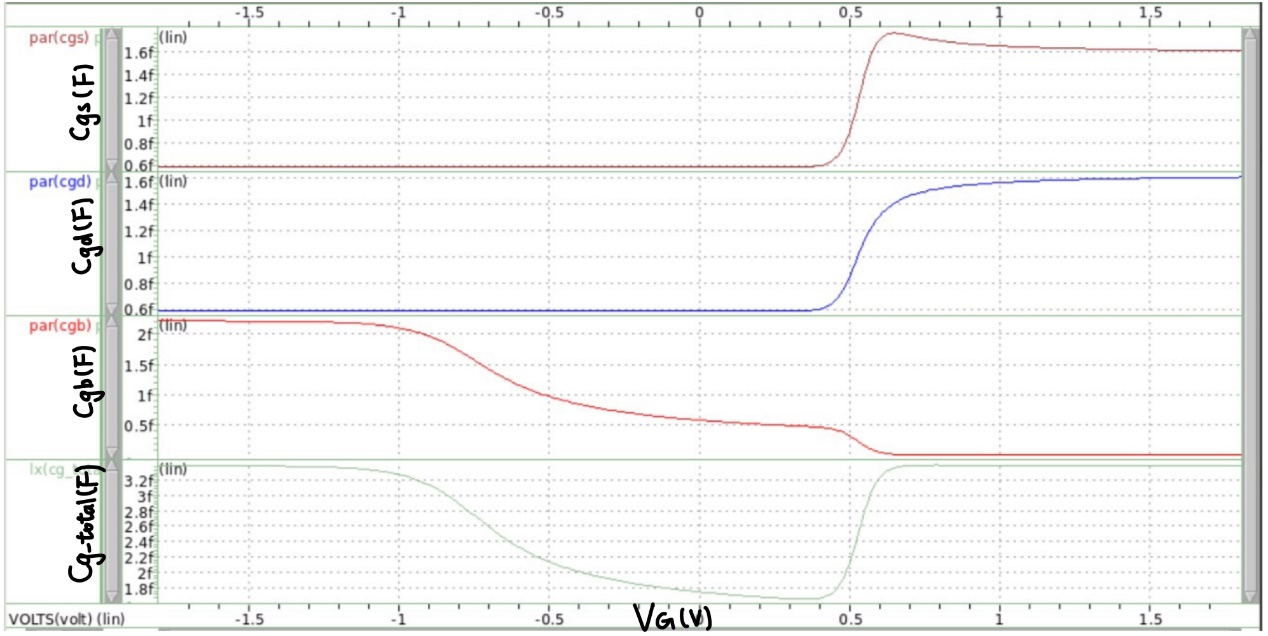 -1.5 -1 -0.5 0 0.5 1 1.5
par(cgs) p
(lin)
Cgs(F)
1.6f
1.4f
1.2f
1f
0.8f
0.6f
par(cgd) p
(lin)
Cgd(F)
1.6f
1.4f
1.2f
1f
0.8f
0.6f
par(cgb) p
(lin)
Cgb(F)
2f
1.5f
1f
0.5f
(lin)
Cg-total(F)
3.2f
3f
2.8f
2.6f
2.4f
2.2f
2f
1.8f
VOLTS(volt) (lin) -1.5 -1 -0.5 VG(V) 0.5 1 1.5